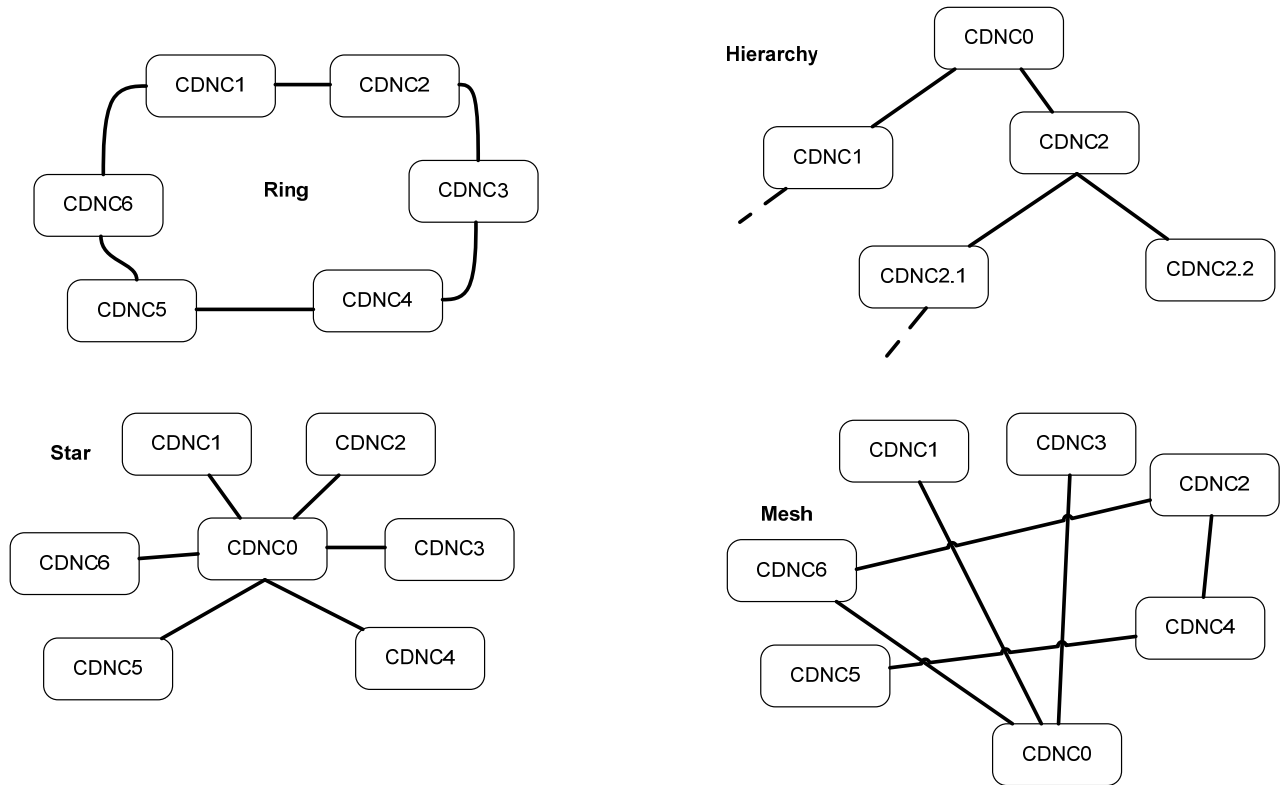 CDNC1
CDNC2
Ring
CDNC3
CDNC6
CDNC4
CDNC5
Hierarchy
CDNC0
CDNC1
CDNC2
CDNC2.1
CDNC2.2
Star
CDNC1
CDNC2
CDNC0
CDNC3
CDNC6
CDNC5
CDNC4
Mesh
CDNC1
CDNC3
CDNC2
CDNC6
CDNC4
CDNC5
CDNC0